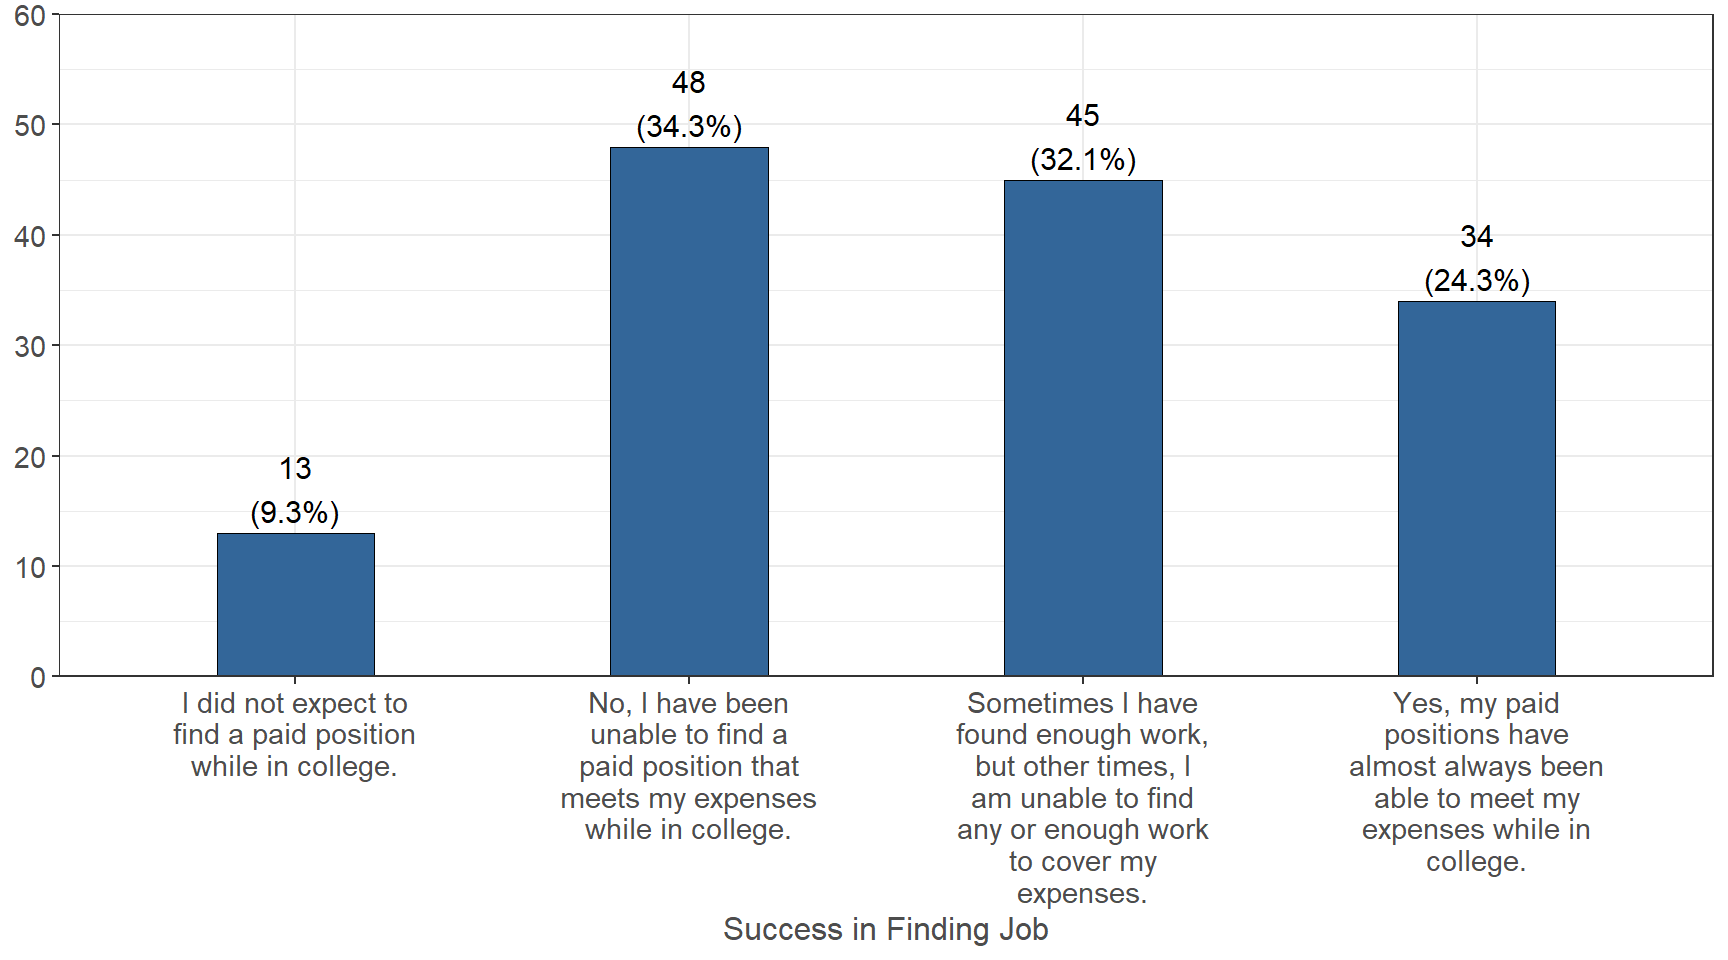 60
50
40
30
20
10
0
13
(9.3%)
48
(34.3%)
45
(32.1%)
34
(24.3%)
I did not expect to
find a paid position
while in college.
No, I have been
unable to find a
paid position that
meets my expenses
while in college.
Sometimes I have
found enough work,
but other times, I
am unable to find
any or enough work
to cover my
expenses.
Yes, my paid
positions have
almost always been
able to meet my
expenses while in
college.
Success in Finding Job